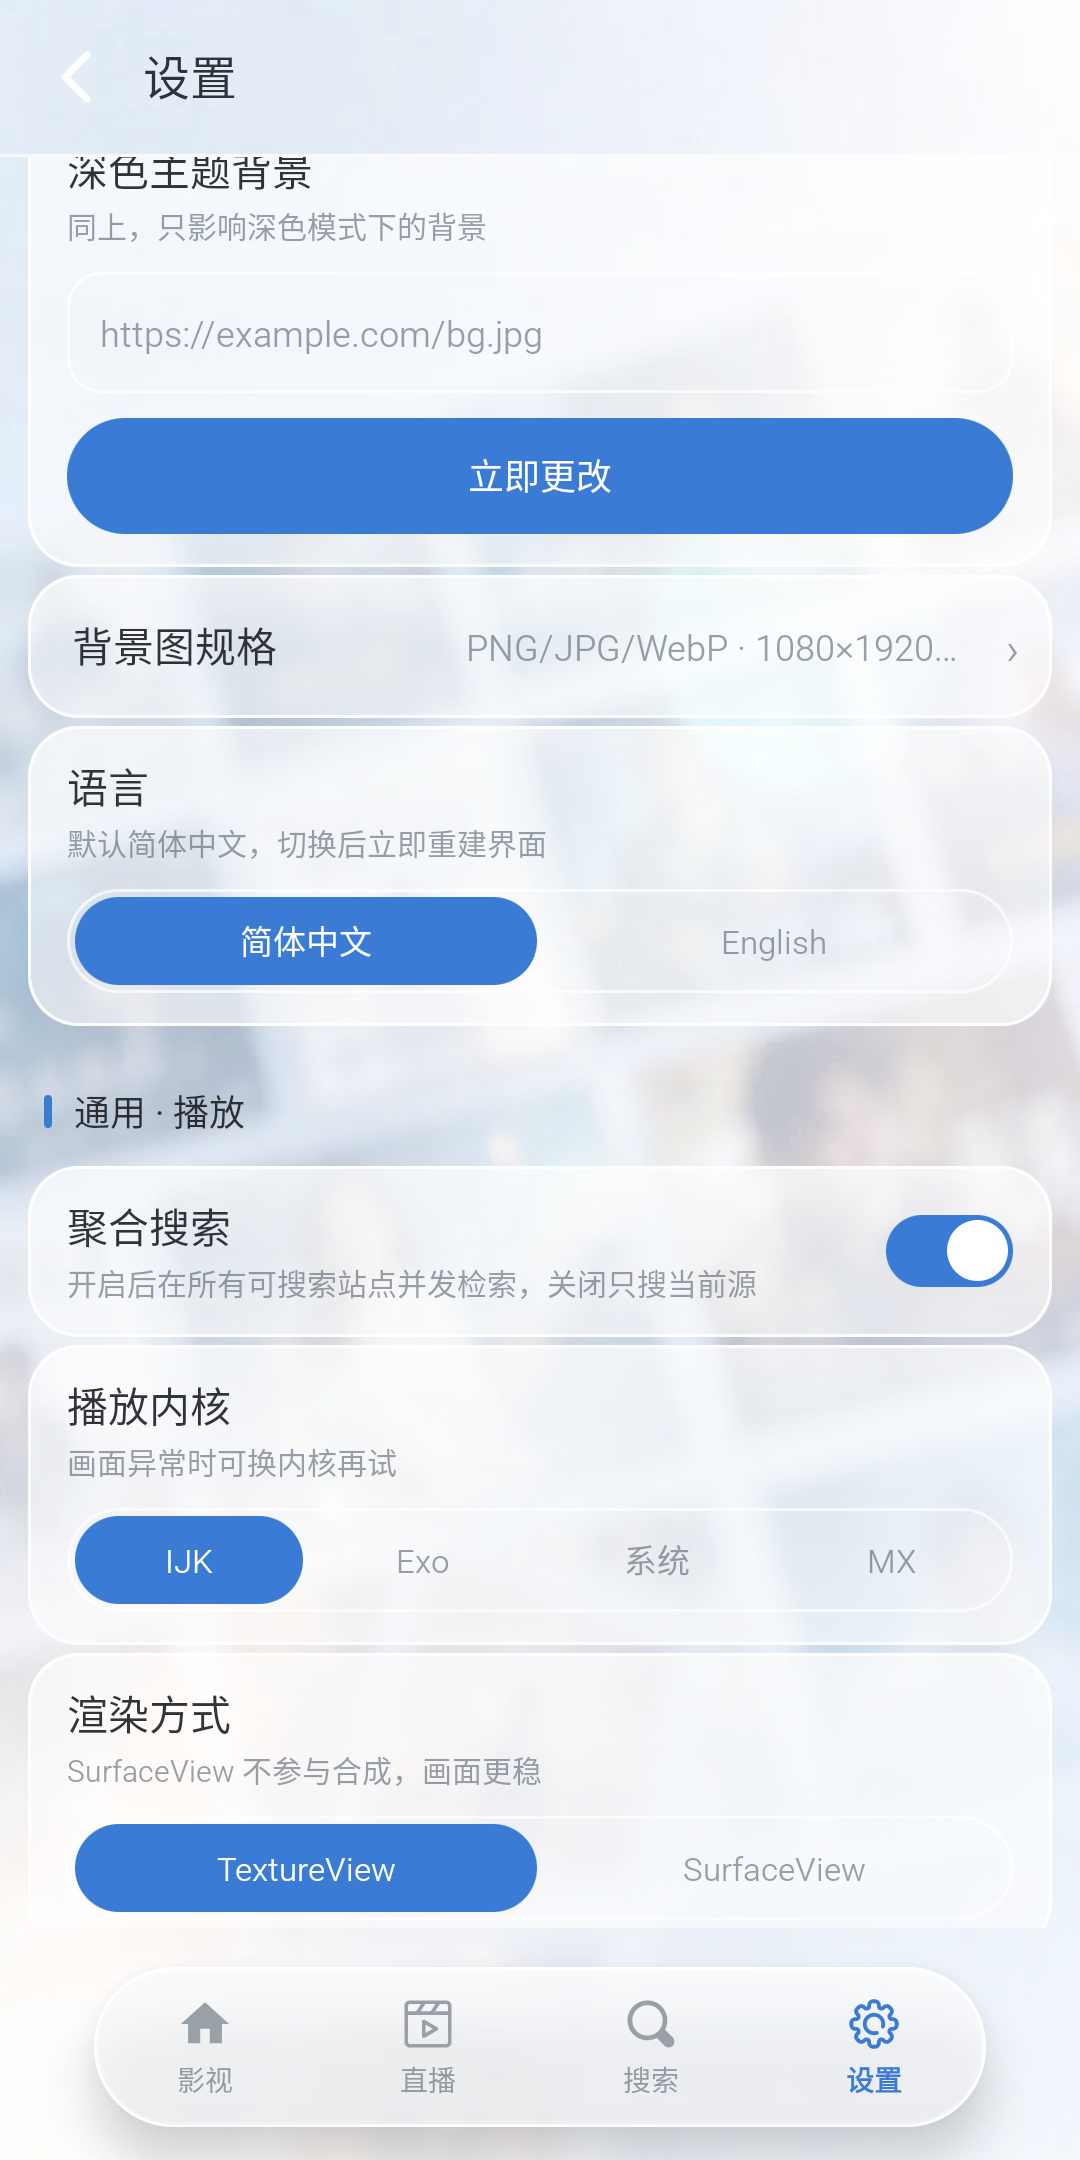 设置
深色主题背景
同上，只影响深色模式下的背景
https://example.com/bg.jpg
立即更改
背景图规格
PNG/JPG/WebP · 1080×1920...
语言
默认简体中文，切换后立即重建界面
简体中文
English
通用 · 播放
聚合搜索
开启后在所有可搜索站点并发检索，关闭只搜当前源
播放内核
画面异常时可换内核再试
IJK
Exo
系统
MX
渲染方式
SurfaceView 不参与合成，画面更稳
TextureView
SurfaceView
影视
直播
搜索
设置